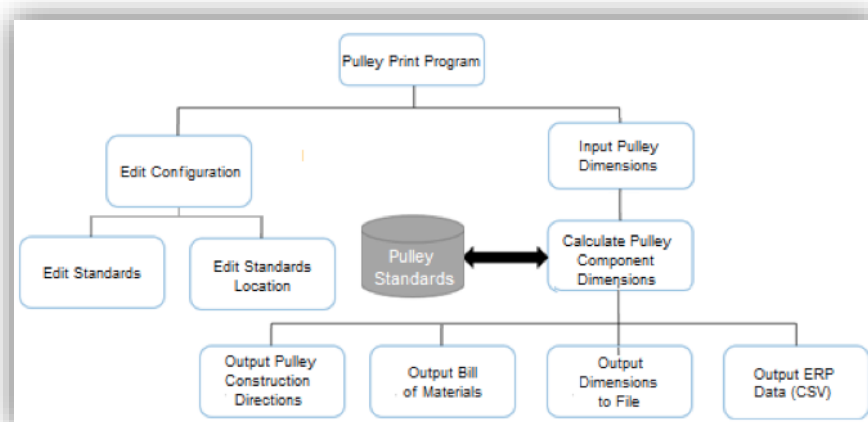 Pulley Print Program
Edit Configuration
Input Pulley
Dimensions
Edit Standards
Edit Standards
Location
Pulley
Standards
Calculate Pulley
Component
Dimensions
Output Pulley
Construction
Directions
Output Bill
of Materials
Output
Dimensions
to File
Output ERP
Data (CSV)